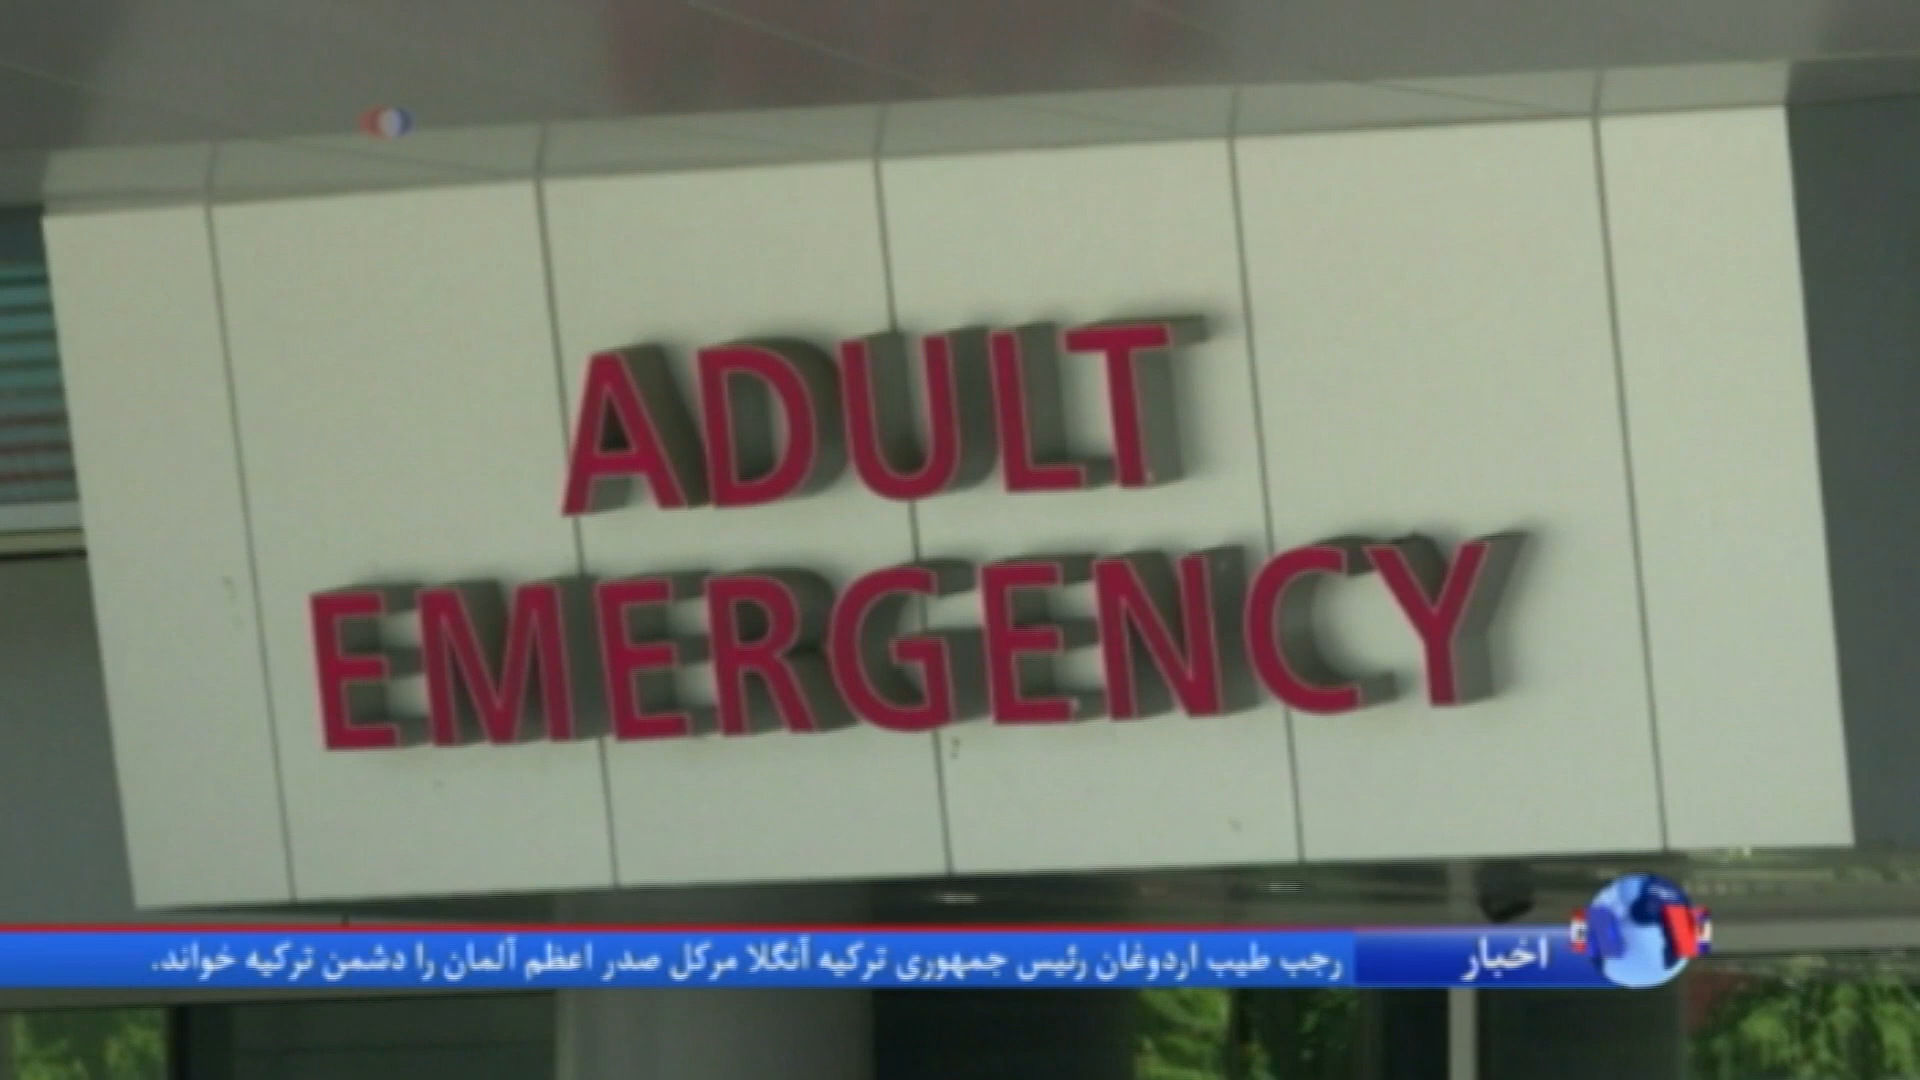 ADULT
EMERGENCY
اخبار
رجب طیب اردوغان رئیس جمهوری ترکیه آنگلا مرکل صدر اعظم آلمان را دشمن ترکیه خواند.